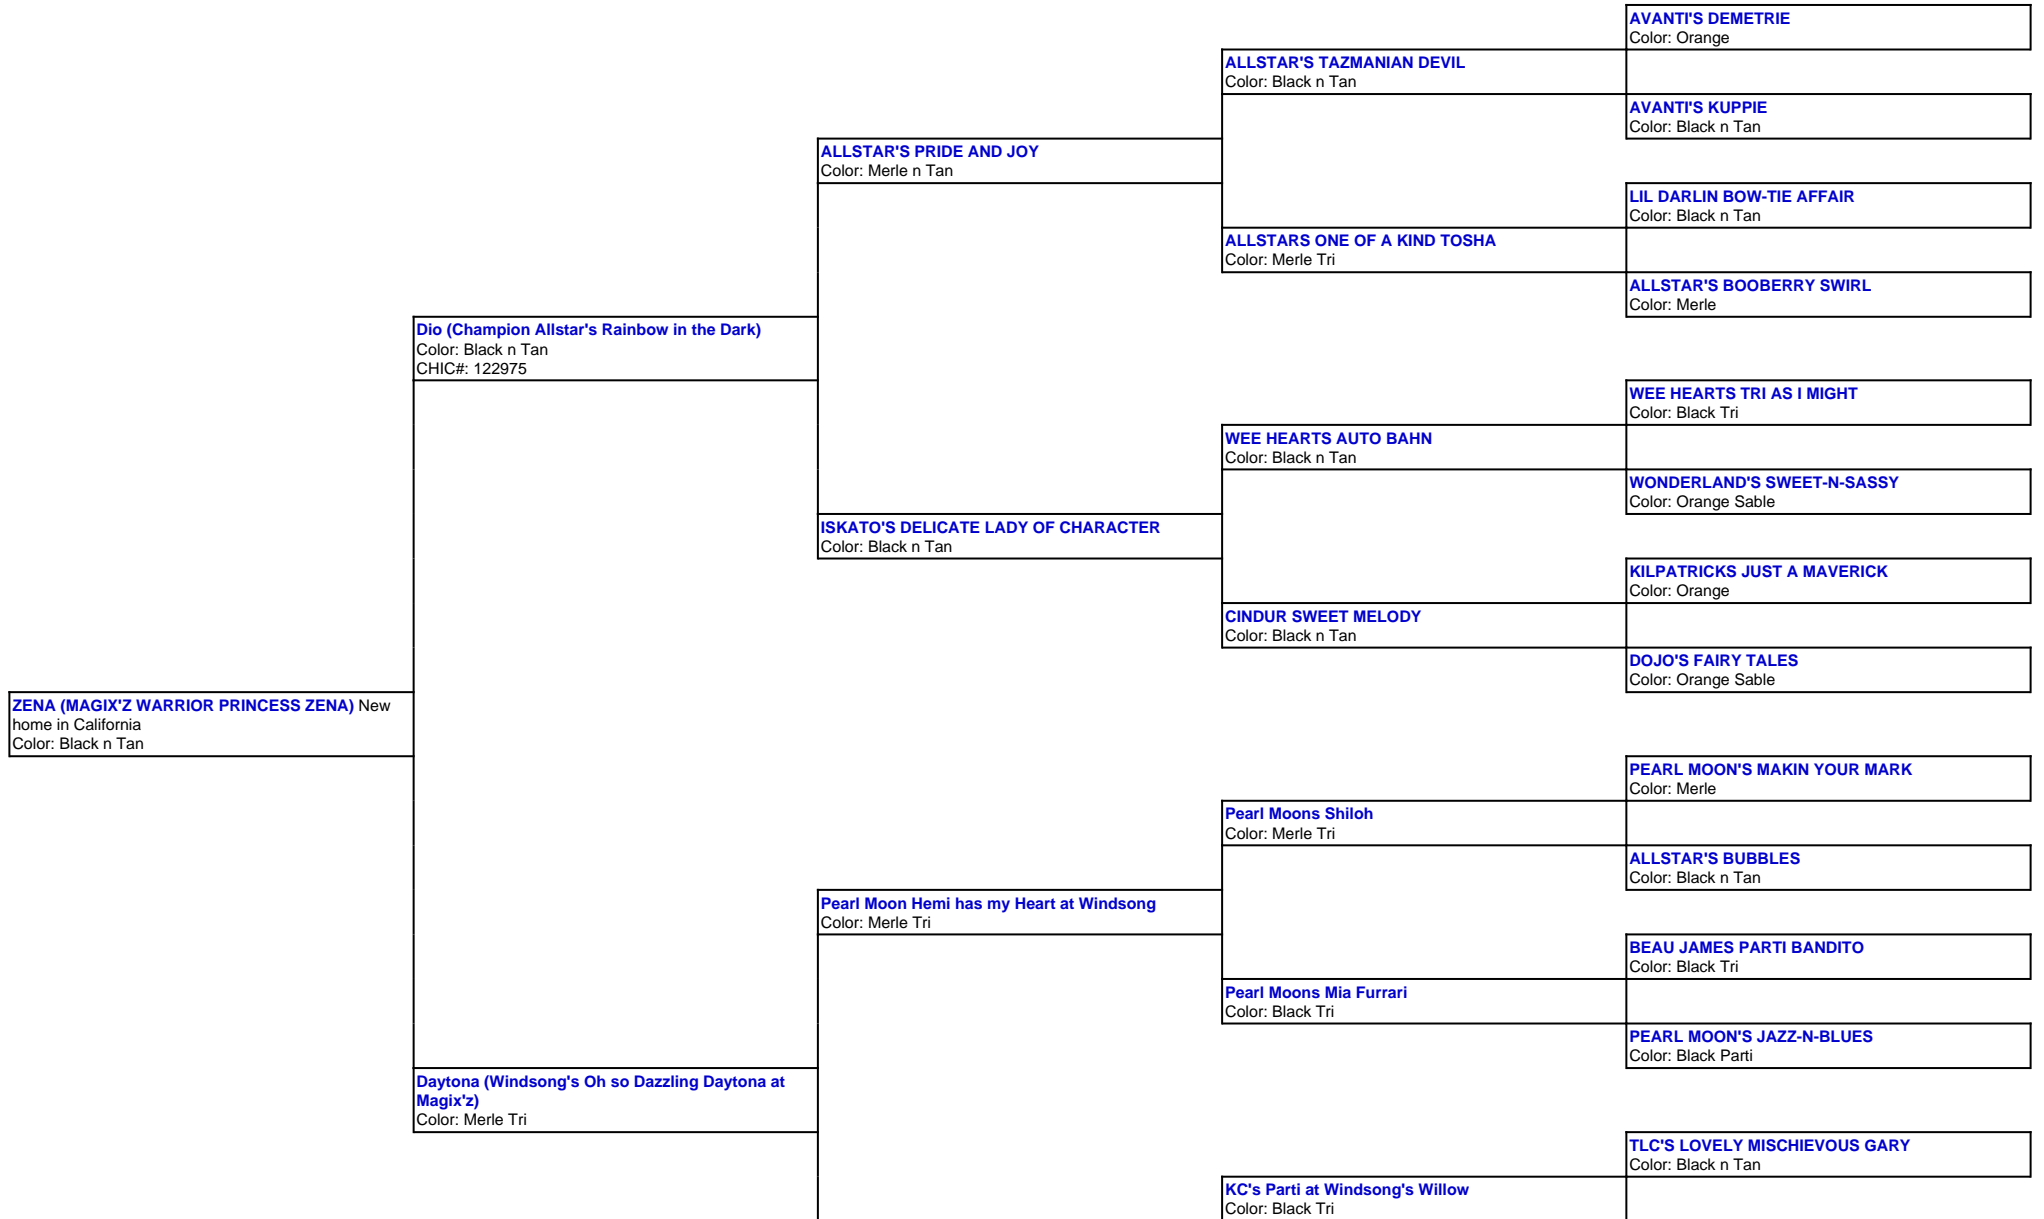 AVANTI'S DEMETRIE
Color: Orange
ALLSTAR'S TAZMANIAN DEVIL
Color: Black n Tan
AVANTI'S KUPPIE
Color: Black n Tan
ALLSTAR'S PRIDE AND JOY
Color: Merle n Tan
LIL DARLIN BOW-TIE AFFAIR
Color: Black n Tan
ALLSTARS ONE OF A KIND TOSHA
Color: Merle Tri
ALLSTAR'S BOOBERRY SWIRL
Color: Merle
Dio (Champion Allstar's Rainbow in the Dark)
Color: Black n Tan
CHIC#: 122975
WEE HEARTS TRI AS I MIGHT
Color: Black Tri
WEE HEARTS AUTO BAHN
Color: Black n Tan
WONDERLAND'S SWEET-N-SASSY
Color: Orange Sable
ISKATO'S DELICATE LADY OF CHARACTER
Color: Black n Tan
KILPATRICKS JUST A MAVERICK
Color: Orange
CINDUR SWEET MELODY
Color: Black n Tan
DOJO'S FAIRY TALES
Color: Orange Sable
ZENA (MAGIX'Z WARRIOR PRINCESS ZENA) New
home in California
Color: Black n Tan
PEARL MOON'S MAKIN YOUR MARK
Color: Merle
Pearl Moons Shiloh
Color: Merle Tri
ALLSTAR'S BUBBLES
Color: Black n Tan
Pearl Moon Hemi has my Heart at Windsong
Color: Merle Tri
BEAU JAMES PARTI BANDITO
Color: Black Tri
Pearl Moons Mia Furrari
Color: Black Tri
PEARL MOON'S JAZZ-N-BLUES
Color: Black Parti
Daytona (Windsong's Oh so Dazzling Daytona at
Magix'z)
Color: Merle Tri
TLC'S LOVELY MISCHIEVOUS GARY
Color: Black n Tan
KC's Parti at Windsong's Willow
Color: Black Tri